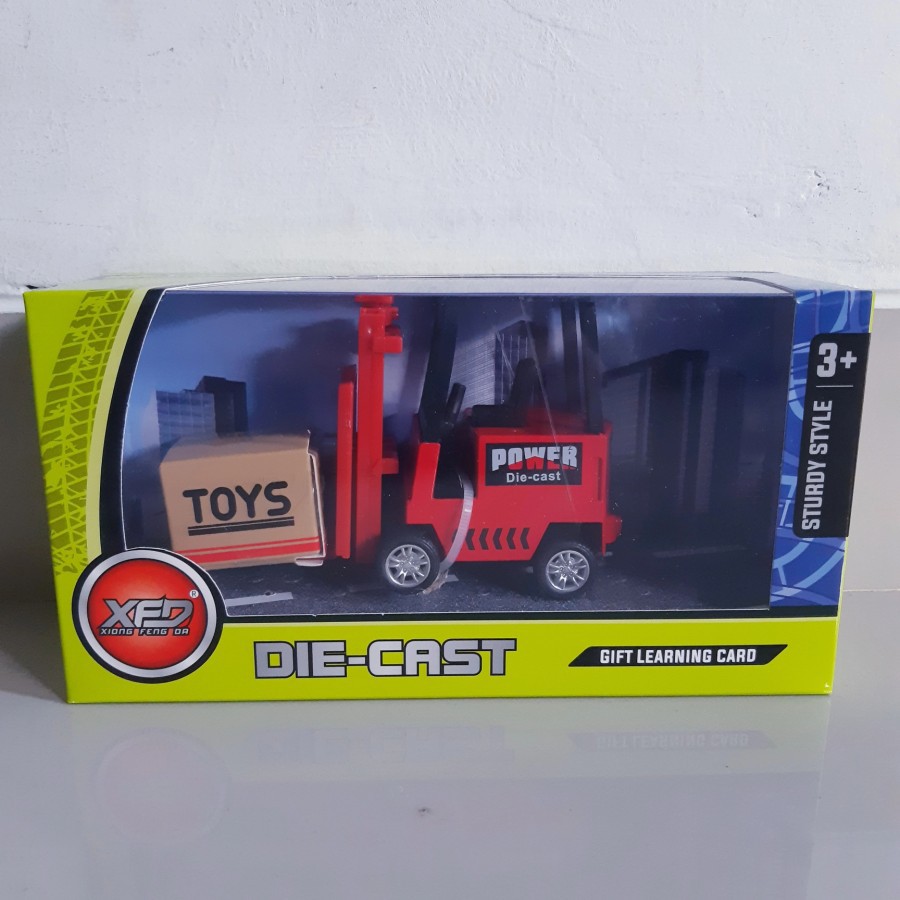 3+
STURDY STYLE
POWER
Die-cast
TOYS
XFD®
XIONG FENG DA
DIE-CAST
GIFT LEARNING CARD